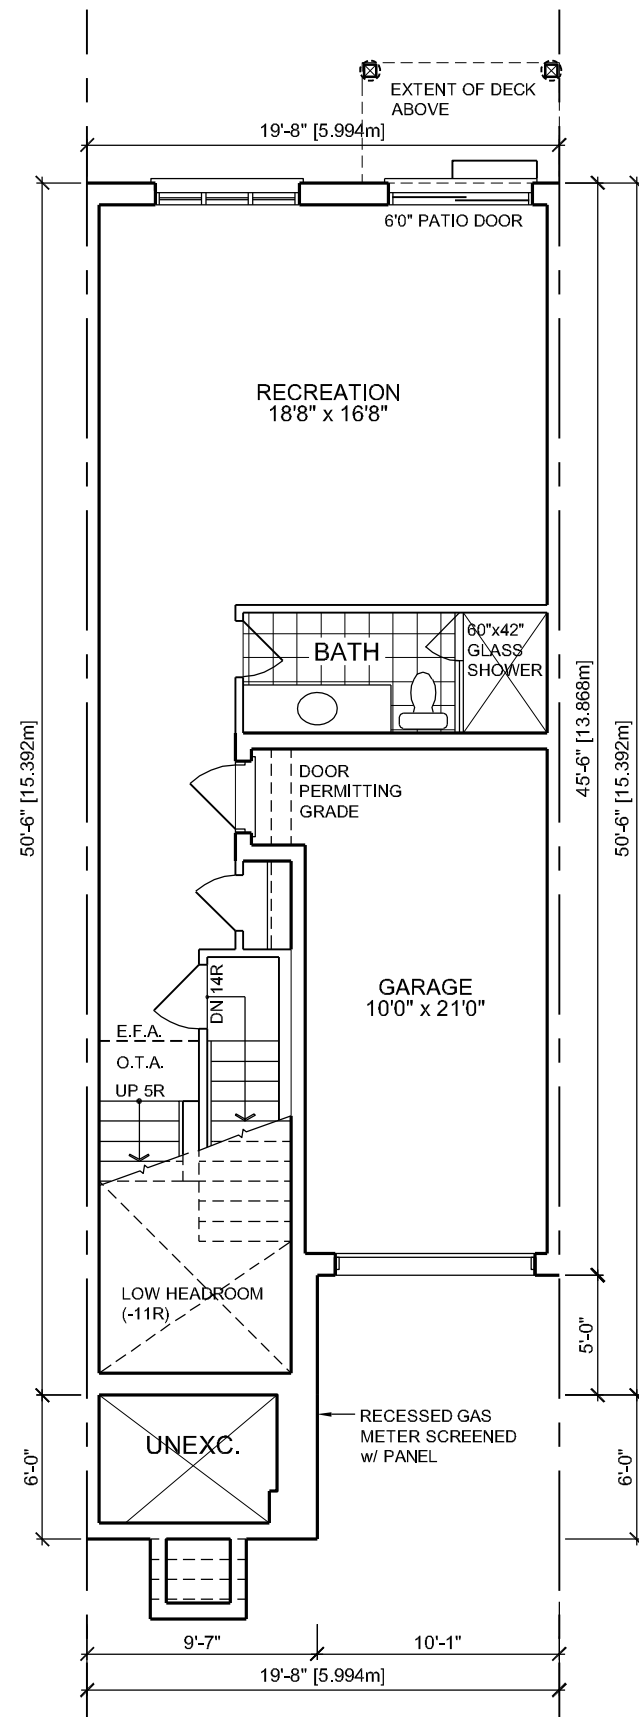 EXTENT OF DECK
ABOVE
19'-8" [5.994m]
6'0" PATIO DOOR
RECREATION
18'8" x 16'8"
60"x42"
GLASS
SHOWER
BATH
45'-6" [13.868m]
50'-6" [15.392m]
50'-6" [15.392m]
DOOR
PERMITTING
GRADE
DN 14R
GARAGE
10'0" x 21'0"
E.F.A.
O.T.A.
UP 5R
LOW HEADROOM
(-11R)
5'-0"
RECESSED GAS
METER SCREENED
w/ PANEL
UNEXC.
6'-0"
6'-0"
9'-7"
10'-1"
19'-8" [5.994m]